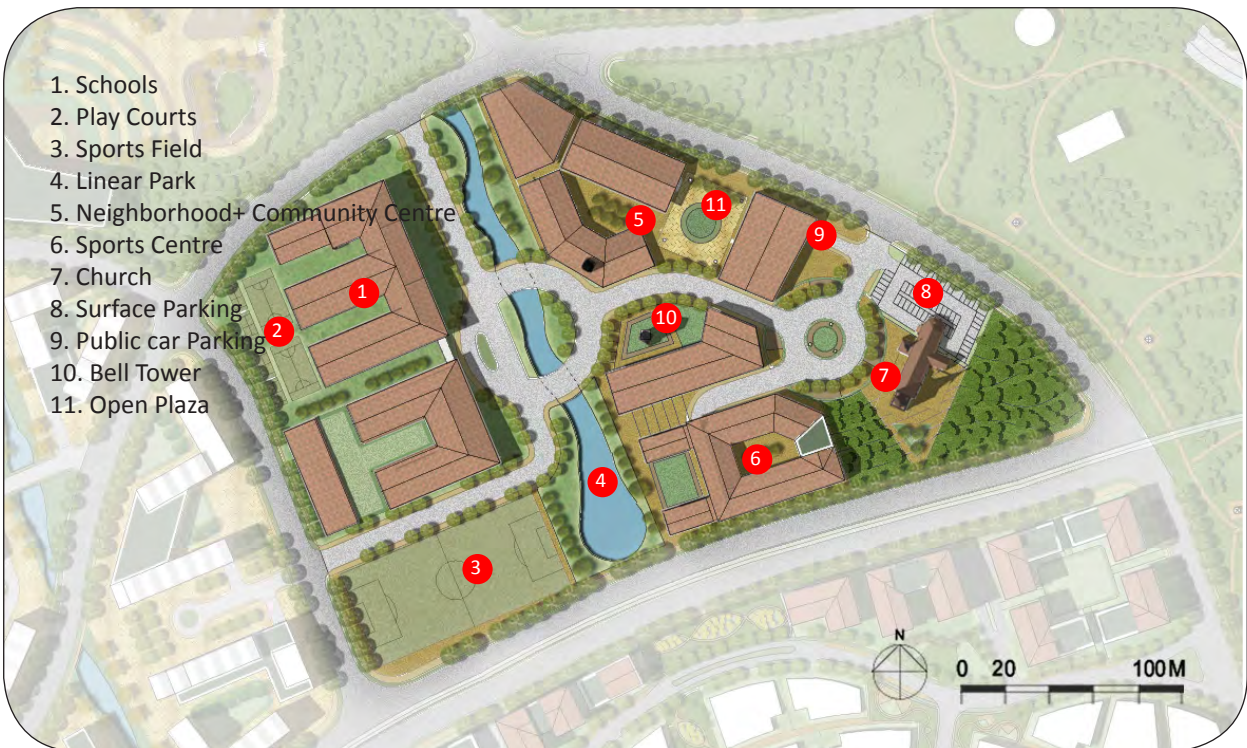 1. Schools
2. Play Courts
3. Sports Field
4. Linear Park
5. Neighborhood+ Community Centre
6. Sports Centre
7. Church
8. Surface Parking
9. Public car Parking
10. Bell Tower
11. Open Plaza
11
5
9
1
8
10
2
7
6
4
3
N
0 20 100M